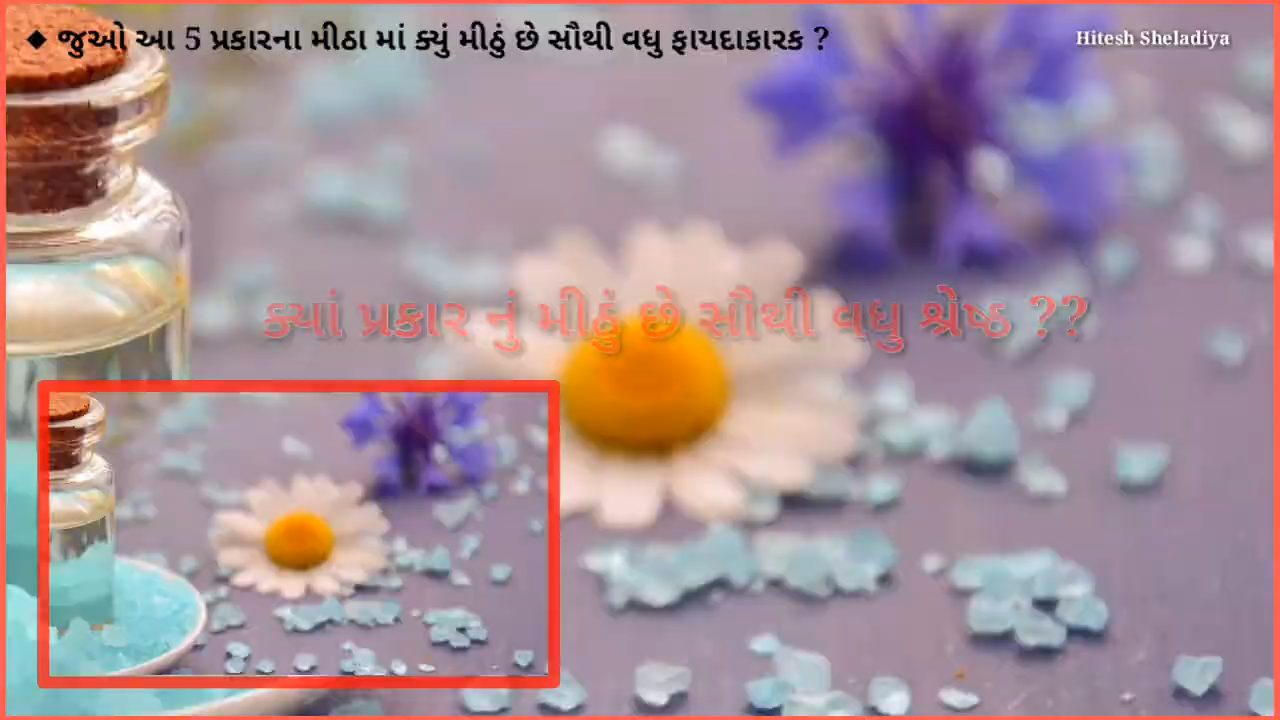 ◆ જુઓ આ 5 પ્રકારના મીઠા માં ક્યું મીઠું છે સૌથી વધુ ફાયદાકારક ?
Hitesh Sheladiya
ક્યાં પ્રકાર નું મીઠું છે સૌથી વધુ શ્રેષ્ઠ ??